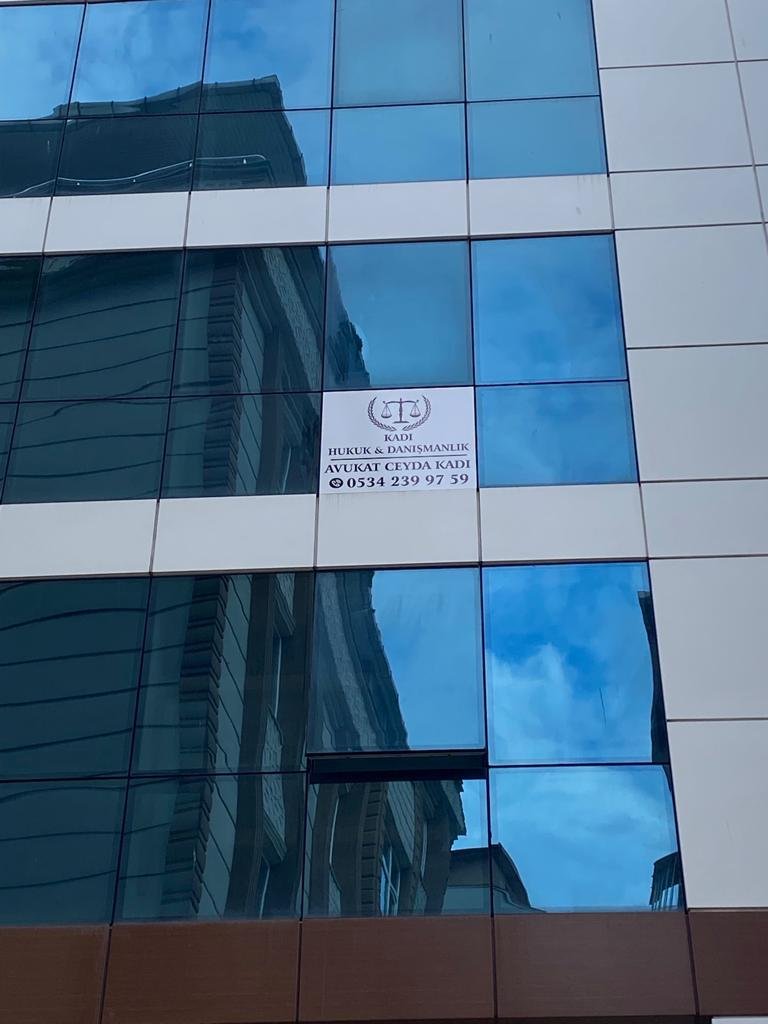 KADI
HUKUK & DANIŞMANLIK
AVUKAT CEYDA KADI
0534 239 97 59